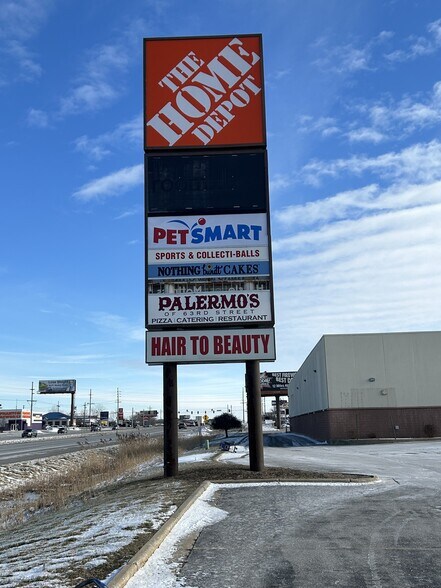 THE
HOME
DEPOT
PETSMART
SPORTS & COLLECTI-BALLS
NOTHING bundt CAKES
PALERMO'S
OF 63RD STREET
PIZZA CATERING RESTAURANT
HAIR TO BEAUTY